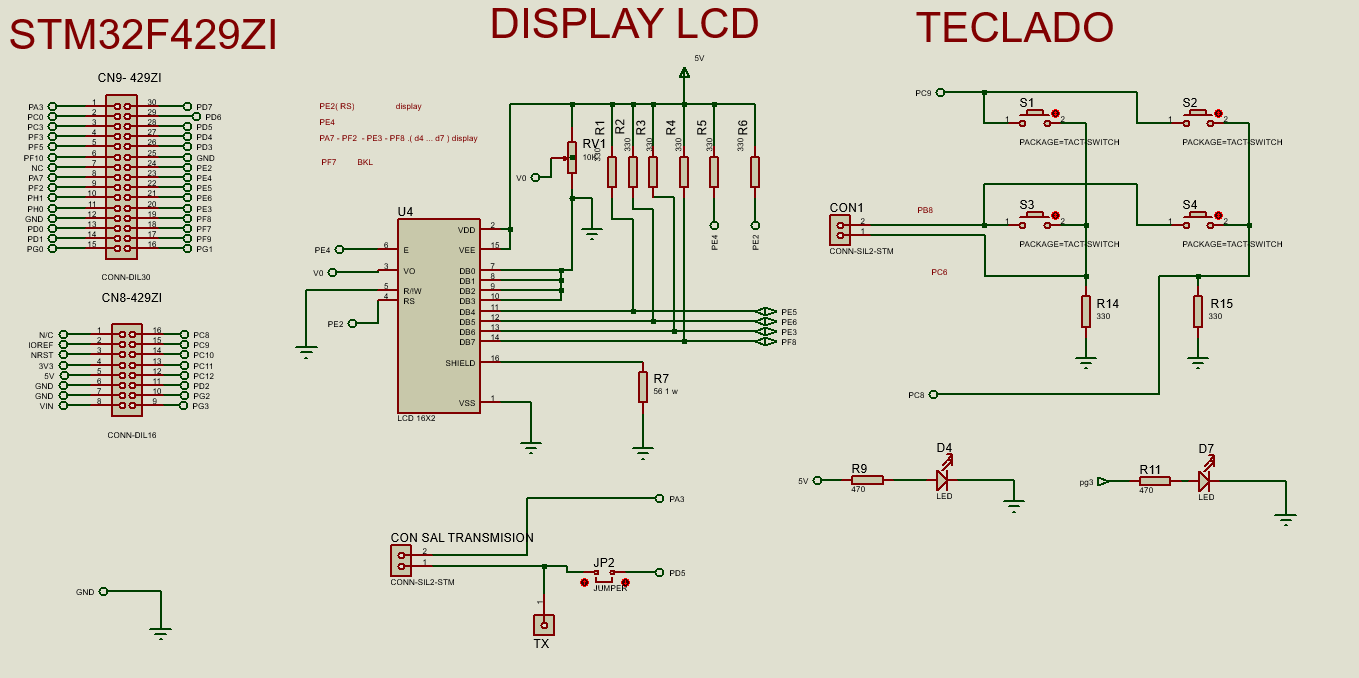 STM32F429ZI
DISPLAY LCD
TECLADO
CN9- 429ZI
PA3 1 30 PD7
PC0 2 29 PD6
PC3 3 28 PD5
PF3 4 27 PD4
PF5 5 26 PD3
PF10 6 25 GND
NC 7 24 PE2
PA7 8 23 PE4
PF2 9 22 PE5
PH1 10 21 PE6
PH0 11 20 PE3
GND 12 19 PF8
PD0 13 18 PF7
PD1 14 17 PF9
PG0 15 16 PG1
CONN-DIL30
CN8-429ZI
N/C 1 16 PC8
IOREF 2 15 PC9
NRST 3 14 PC10
3V3 4 13 PC11
5V 5 12 PC12
GND 6 11 PD2
GND 7 10 PG2
VIN 8 9 PG3
CONN-DIL16
GND
PE2( RS) display
PE4
PA7 - PF2 - PE3 - PF8 .( d4 ... d7 ) display
PF7 BKL
5V
RV1
10K
V0
R1
330
R2
330
R3
330
R4
330
R5
330
R6
330
PE4
PE2
U4
VDD 2
PE4 6 E VEE 15
V0 3 VO DB0 7
DB1 8
5 R/W DB2 9
PE2 4 RS DB3 10
DB4 11 PE5
DB5 12 PE6
DB6 13 PE3
DB7 14 PF8
SHIELD 16
VSS 1
LCD 16X2
R7
56 1 w
CON SAL TRANSMISION
2
1
CONN-SIL2-STM
PA3
JP2
JUMPER
PD5
1
TX
PC9
S1
1 2
PACKAGE=TACT-SWITCH
S2
1 2
PACKAGE=TACT-SWITCH
CON1
2
1
CONN-SIL2-STM
PB8
PC6
S3
1 2
PACKAGE=TACT-SWITCH
S4
1 2
PACKAGE=TACT-SWITCH
R14
330
R15
330
PC8
5V
R9
470
D4
LED
pg3
R11
470
D7
LED